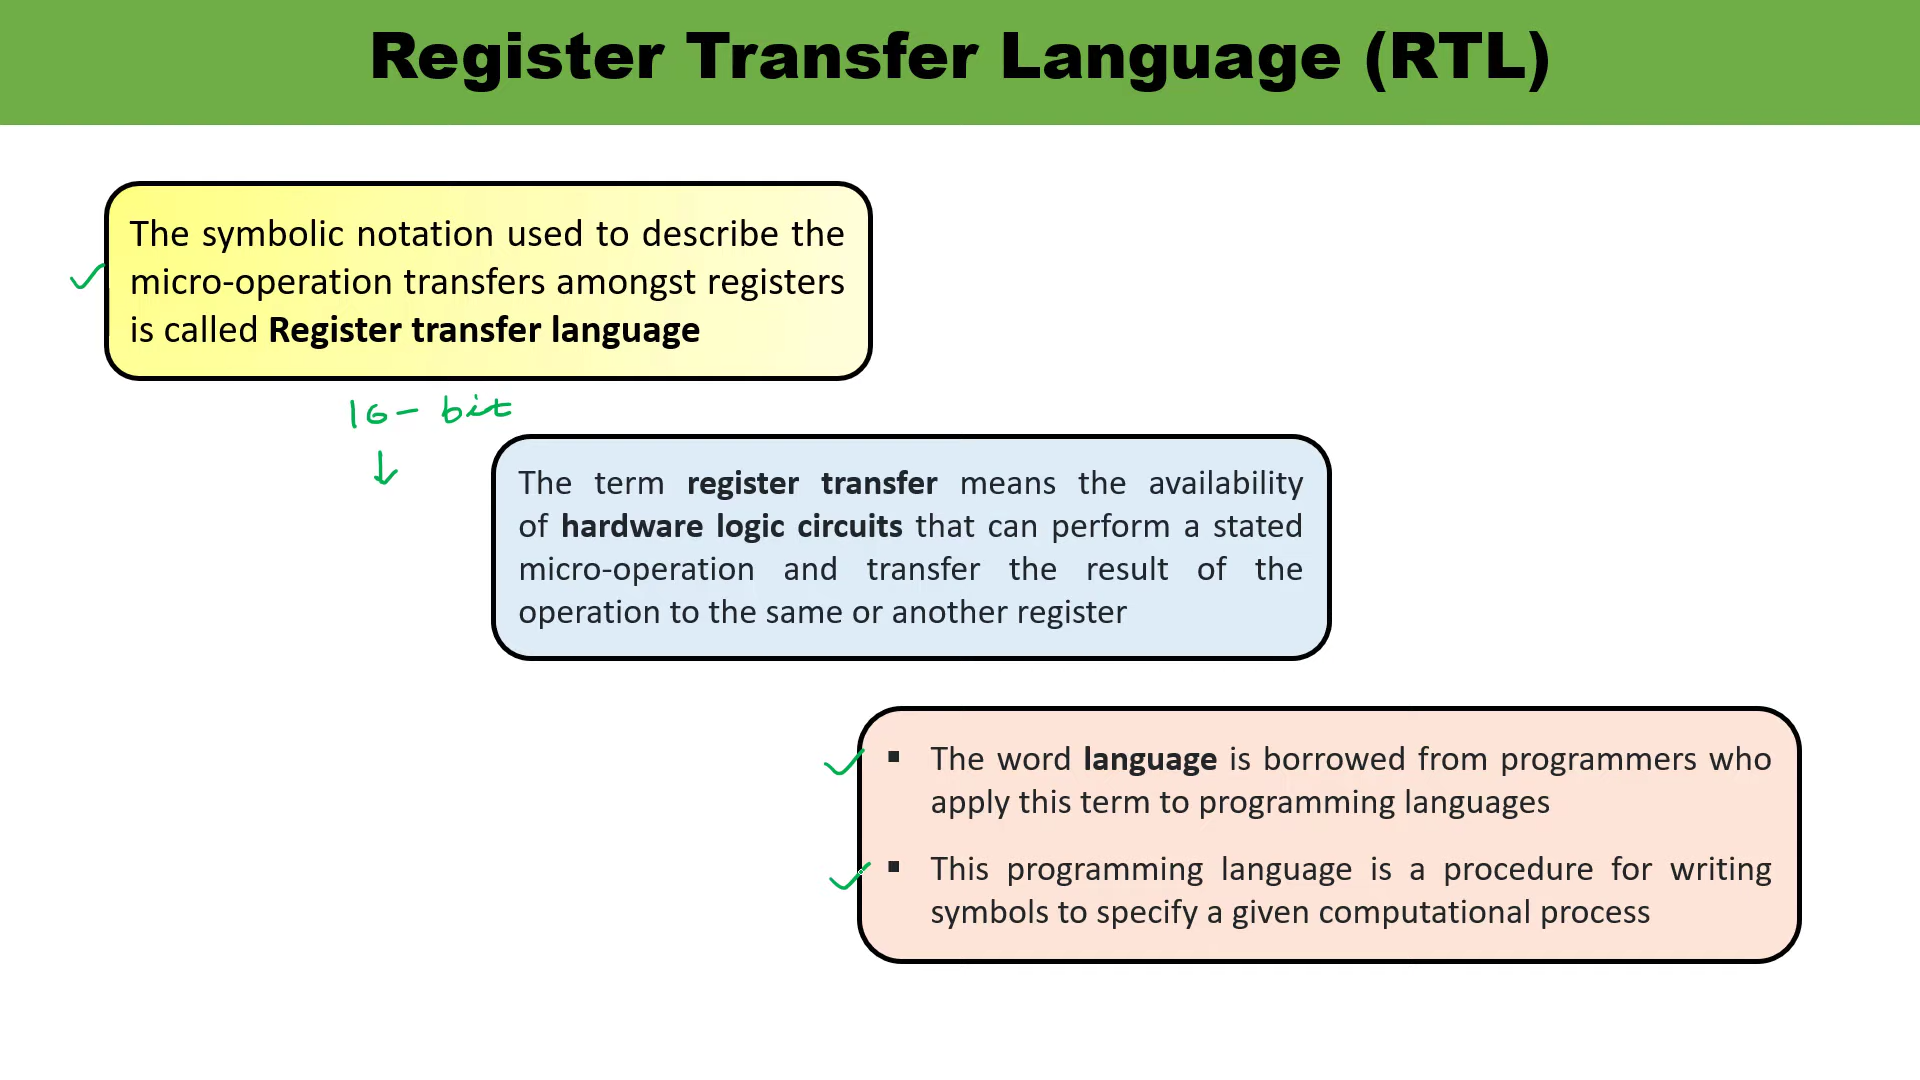 Register Transfer Language (RTL)
The symbolic notation used to describe the
micro-operation transfers amongst registers
is called Register transfer language
16- bit
The term register transfer means the availability
of hardware logic circuits that can perform a stated
micro-operation and transfer the result of the
operation to the same or another register
▪ The word language is borrowed from programmers who
apply this term to programming languages
▪ This programming language is a procedure for writing
symbols to specify a given computational process